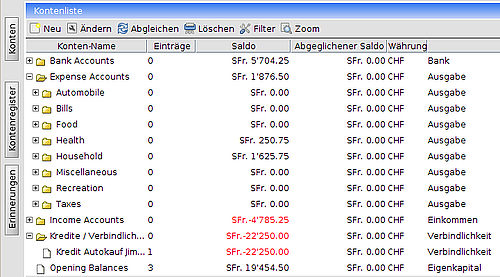 Kontenliste
Neu Ändern Abgleichen Löschen Filter Zoom
Konten-Name Einträge Saldo Abgeglichener Saldo Währung
Bank Accounts 0 SFr. 5'704.25 SFr. 0.00 CHF Bank
Expense Accounts 0 SFr. 1'876.50 SFr. 0.00 CHF Ausgabe
Automobile 0 SFr. 0.00 SFr. 0.00 CHF Ausgabe
Bills 0 SFr. 0.00 SFr. 0.00 CHF Ausgabe
Food 0 SFr. 0.00 SFr. 0.00 CHF Ausgabe
Health 0 SFr. 250.75 SFr. 0.00 CHF Ausgabe
Household 0 SFr. 1'625.75 SFr. 0.00 CHF Ausgabe
Miscellaneous 0 SFr. 0.00 SFr. 0.00 CHF Ausgabe
Recreation 0 SFr. 0.00 SFr. 0.00 CHF Ausgabe
Taxes 0 SFr. 0.00 SFr. 0.00 CHF Ausgabe
Income Accounts 0 SFr.-4'785.25 SFr. 0.00 CHF Einkommen
Kredite / Verbindlich... 0 SFr.-22'250.00 SFr. 0.00 CHF Verbindlichkeit
Kredit Autokauf Jim... 1 SFr.-22'250.00 SFr. 0.00 CHF Verbindlichkeit
Opening Balances 3 SFr. 19'454.50 SFr. 0.00 CHF Eigenkapital
Konten
Kontenregister
Erinnerungen